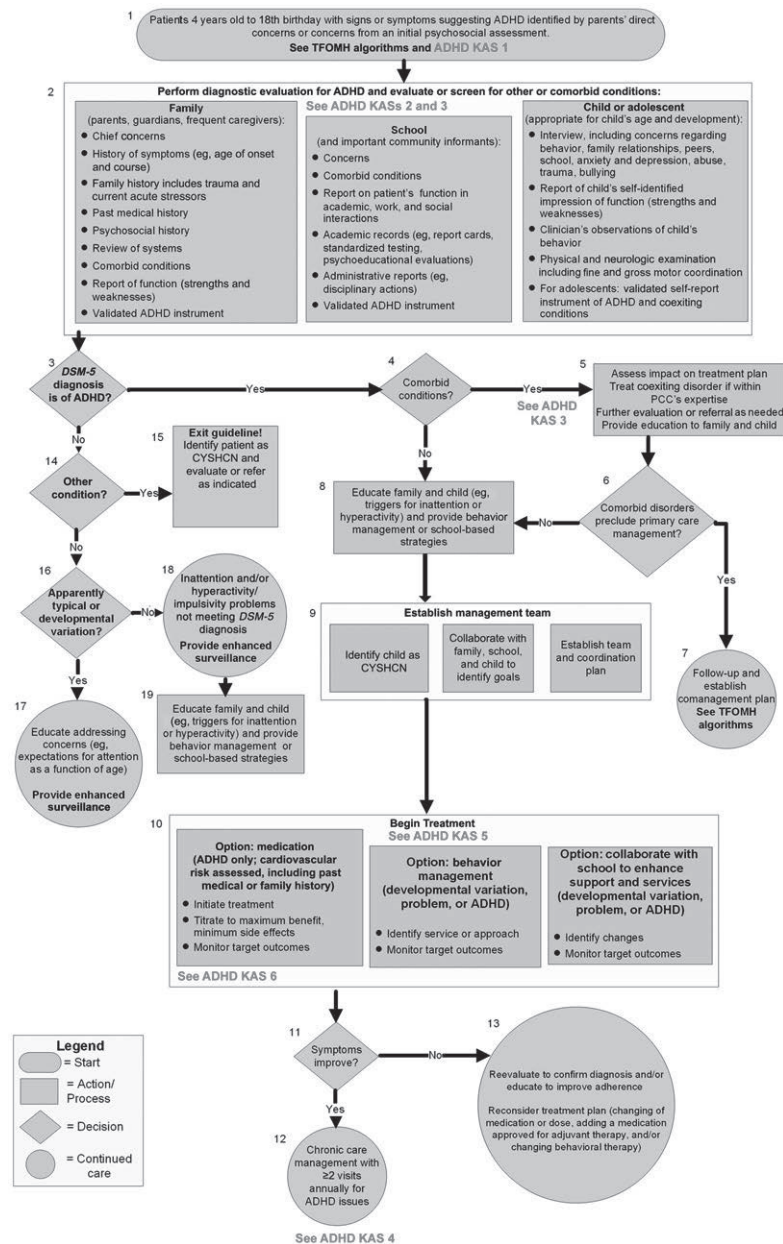 1
Patients 4 years old to 18th birthday with signs or symptoms suggesting ADHD identified by parents' direct
concerns or concerns from an initial psychosocial assessment.
See TFOMH algorithms and ADHD KAS 1
2
Perform diagnostic evaluation for ADHD and evaluate or screen for other or comorbid conditions:
See ADHD KASs 2 and 3
Family
(parents, guardians, frequent caregivers):
• Chief concerns
• History of symptoms (eg, age of onset
and course)
• Family history includes trauma and
current acute stressors
• Past medical history
• Psychosocial history
• Review of systems
• Comorbid conditions
• Report of function (strengths and
weaknesses)
• Validated ADHD instrument
School
(and important community informants):
• Concerns
• Comorbid conditions
• Report on patient's function in
academic, work, and social
interactions
• Academic records (eg, report cards,
standardized testing,
psychoeducational evaluations)
• Administrative reports (eg,
disciplinary actions)
• Validated ADHD instrument
Child or adolescent
(appropriate for child's age and development):
• Interview, including concerns regarding
behavior, family relationships, peers,
school, anxiety and depression, abuse,
trauma, bullying
• Report of child's self-identified
impression of function (strengths and
weaknesses)
• Clinician's observations of child's
behavior
• Physical and neurologic examination
including fine and gross motor coordination
• For adolescents: validated self-report
instrument of ADHD and coexiting
conditions
3
DSM-5
diagnosis
is of ADHD?
Yes
No
4
Comorbid
conditions?
Yes
See ADHD
KAS 3
No
5
Assess impact on treatment plan
Treat coexisting disorder if within
PCC's expertise
Further evaluation or referral as needed
Provide education to family and child
6
Comorbid disorders
preclude primary care
management?
No
Yes
7
Follow-up and
establish
comanagement plan
See TFOMH
algorithms
8
Educate family and child (eg,
triggers for inattention or
hyperactivity) and provide behavior
management or school-based
strategies
9
Establish management team
Identify child as
CYSHCN
Collaborate with
family, school,
and child to
identify goals
Establish team
and coordination
plan
14
Other
condition?
Yes
No
15
Exit guideline!
Identify patient as
CYSHCN and
evaluate or refer
as indicated
16
Apparently
typical or
developmental
variation?
No
Yes
17
Educate addressing
concerns (eg,
expectations for attention
as a function of age)
Provide enhanced
surveillance
18
Inattention and/or
hyperactivity/
impulsivity problems
not meeting DSM-5
diagnosis
Provide enhanced
surveillance
19
Educate family and child
(eg, triggers for inattention
or hyperactivity) and provide
behavior management or
school-based strategies
10
Begin Treatment
See ADHD KAS 5
Option: medication
(ADHD only; cardiovascular
risk assessed, including past
medical or family history)
• Initiate treatment
• Titrate to maximum benefit,
minimum side effects
• Monitor target outcomes
See ADHD KAS 6
Option: behavior
management
(developmental variation,
problem, or ADHD)
• Identify service or approach
• Monitor target outcomes
Option: collaborate with
school to enhance
support and services
(developmental variation,
problem, or ADHD)
• Identify changes
• Monitor target outcomes
11
Symptoms
improve?
No
Yes
12
Chronic care
management with
≥2 visits
annually for
ADHD issues
See ADHD KAS 4
13
Reevaluate to confirm diagnosis and/or
educate to improve adherence
Reconsider treatment plan (changing of
medication or dose, adding a medication
approved for adjuvant therapy, and/or
changing behavioral therapy)
Legend
= Start
= Action/
Process
= Decision
= Continued
care